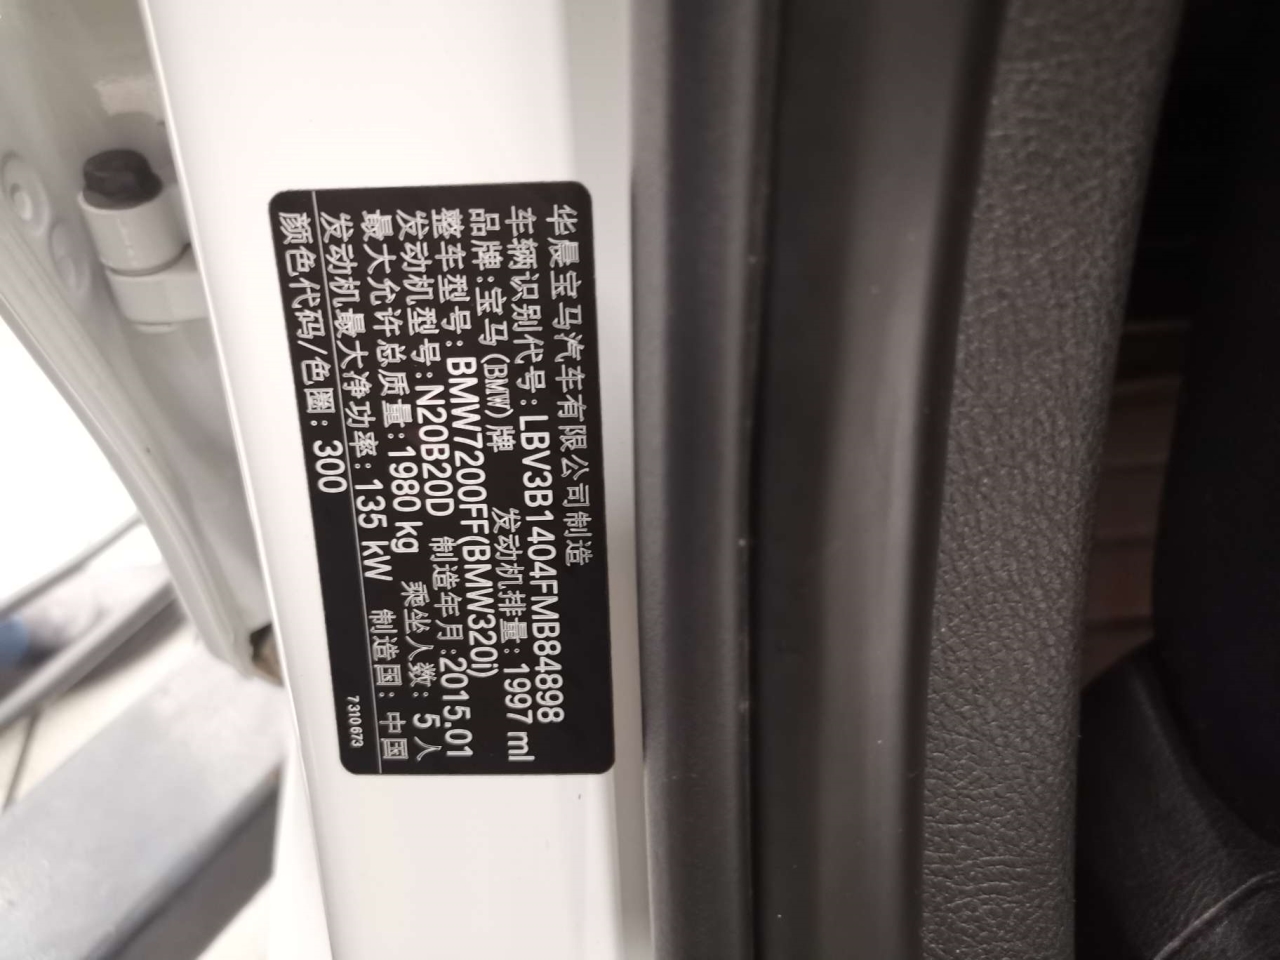 华晨宝马汽车有限公司制造
车辆识别代号:LBV3B1404FMB84898
品牌:宝马(BMW)牌 发动机排量:1997 ml
整车型号:BMW7200FF(BMW320i)
发动机型号:N20B20D 制造年月:2015.01
最大允许总质量:1980 kg 乘坐人数:5人
发动机最大净功率:135 kW 制造国:中国
颜色代码/色圈:300
7310673